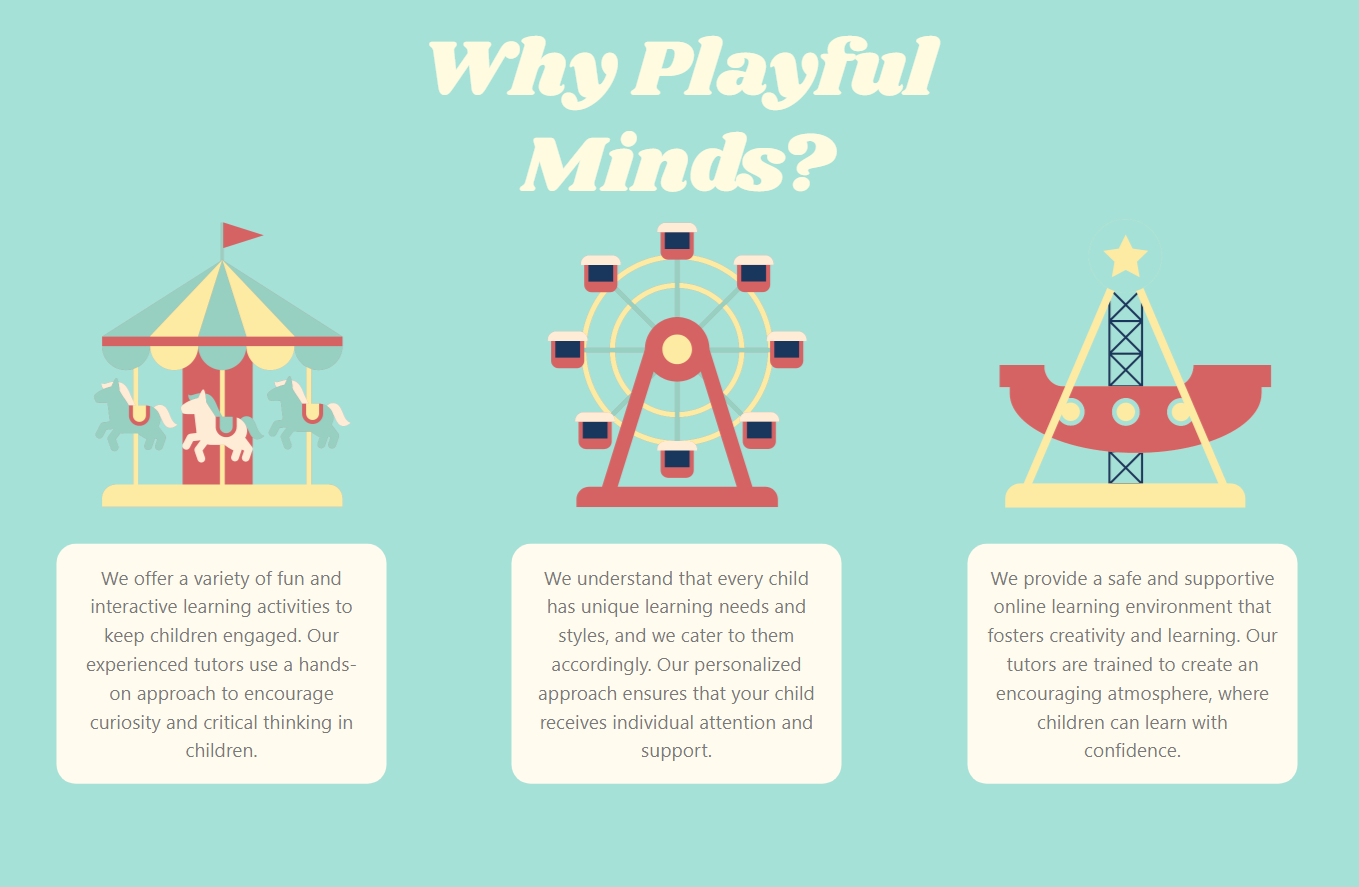 Why Playful
Minds?
We offer a variety of fun and
interactive learning activities to
keep children engaged. Our
experienced tutors use a hands-
on approach to encourage
curiosity and critical thinking in
children.
We understand that every child
has unique learning needs and
styles, and we cater to them
accordingly. Our personalized
approach ensures that your child
receives individual attention and
support.
We provide a safe and supportive
online learning environment that
fosters creativity and learning. Our
tutors are trained to create an
encouraging atmosphere, where
children can learn with
confidence.